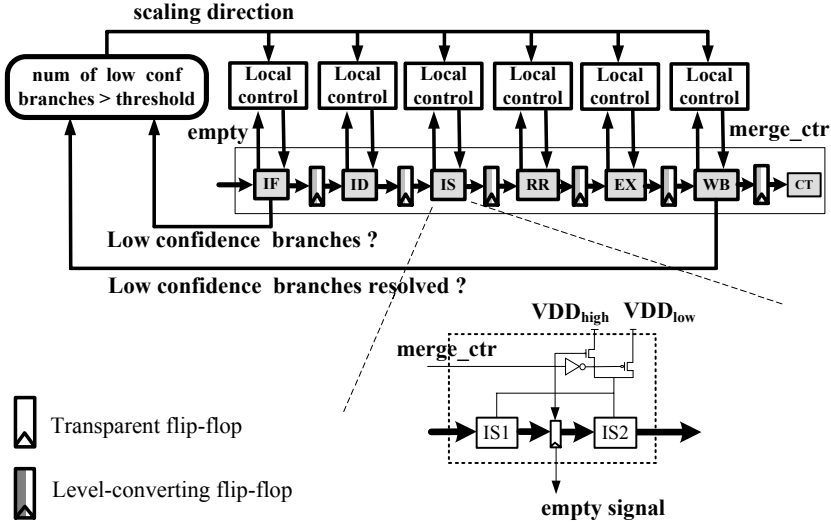 scaling direction
num of low conf
branches > threshold
Local
control
Local
control
Local
control
Local
control
Local
control
Local
control
empty
merge_ctr
IF
ID
IS
RR
EX
WB
CT
Low confidence branches ?
Low confidence branches resolved ?
VDDhigh
VDDlow
merge_ctr
IS1
IS2
empty signal
Transparent flip-flop
Level-converting flip-flop